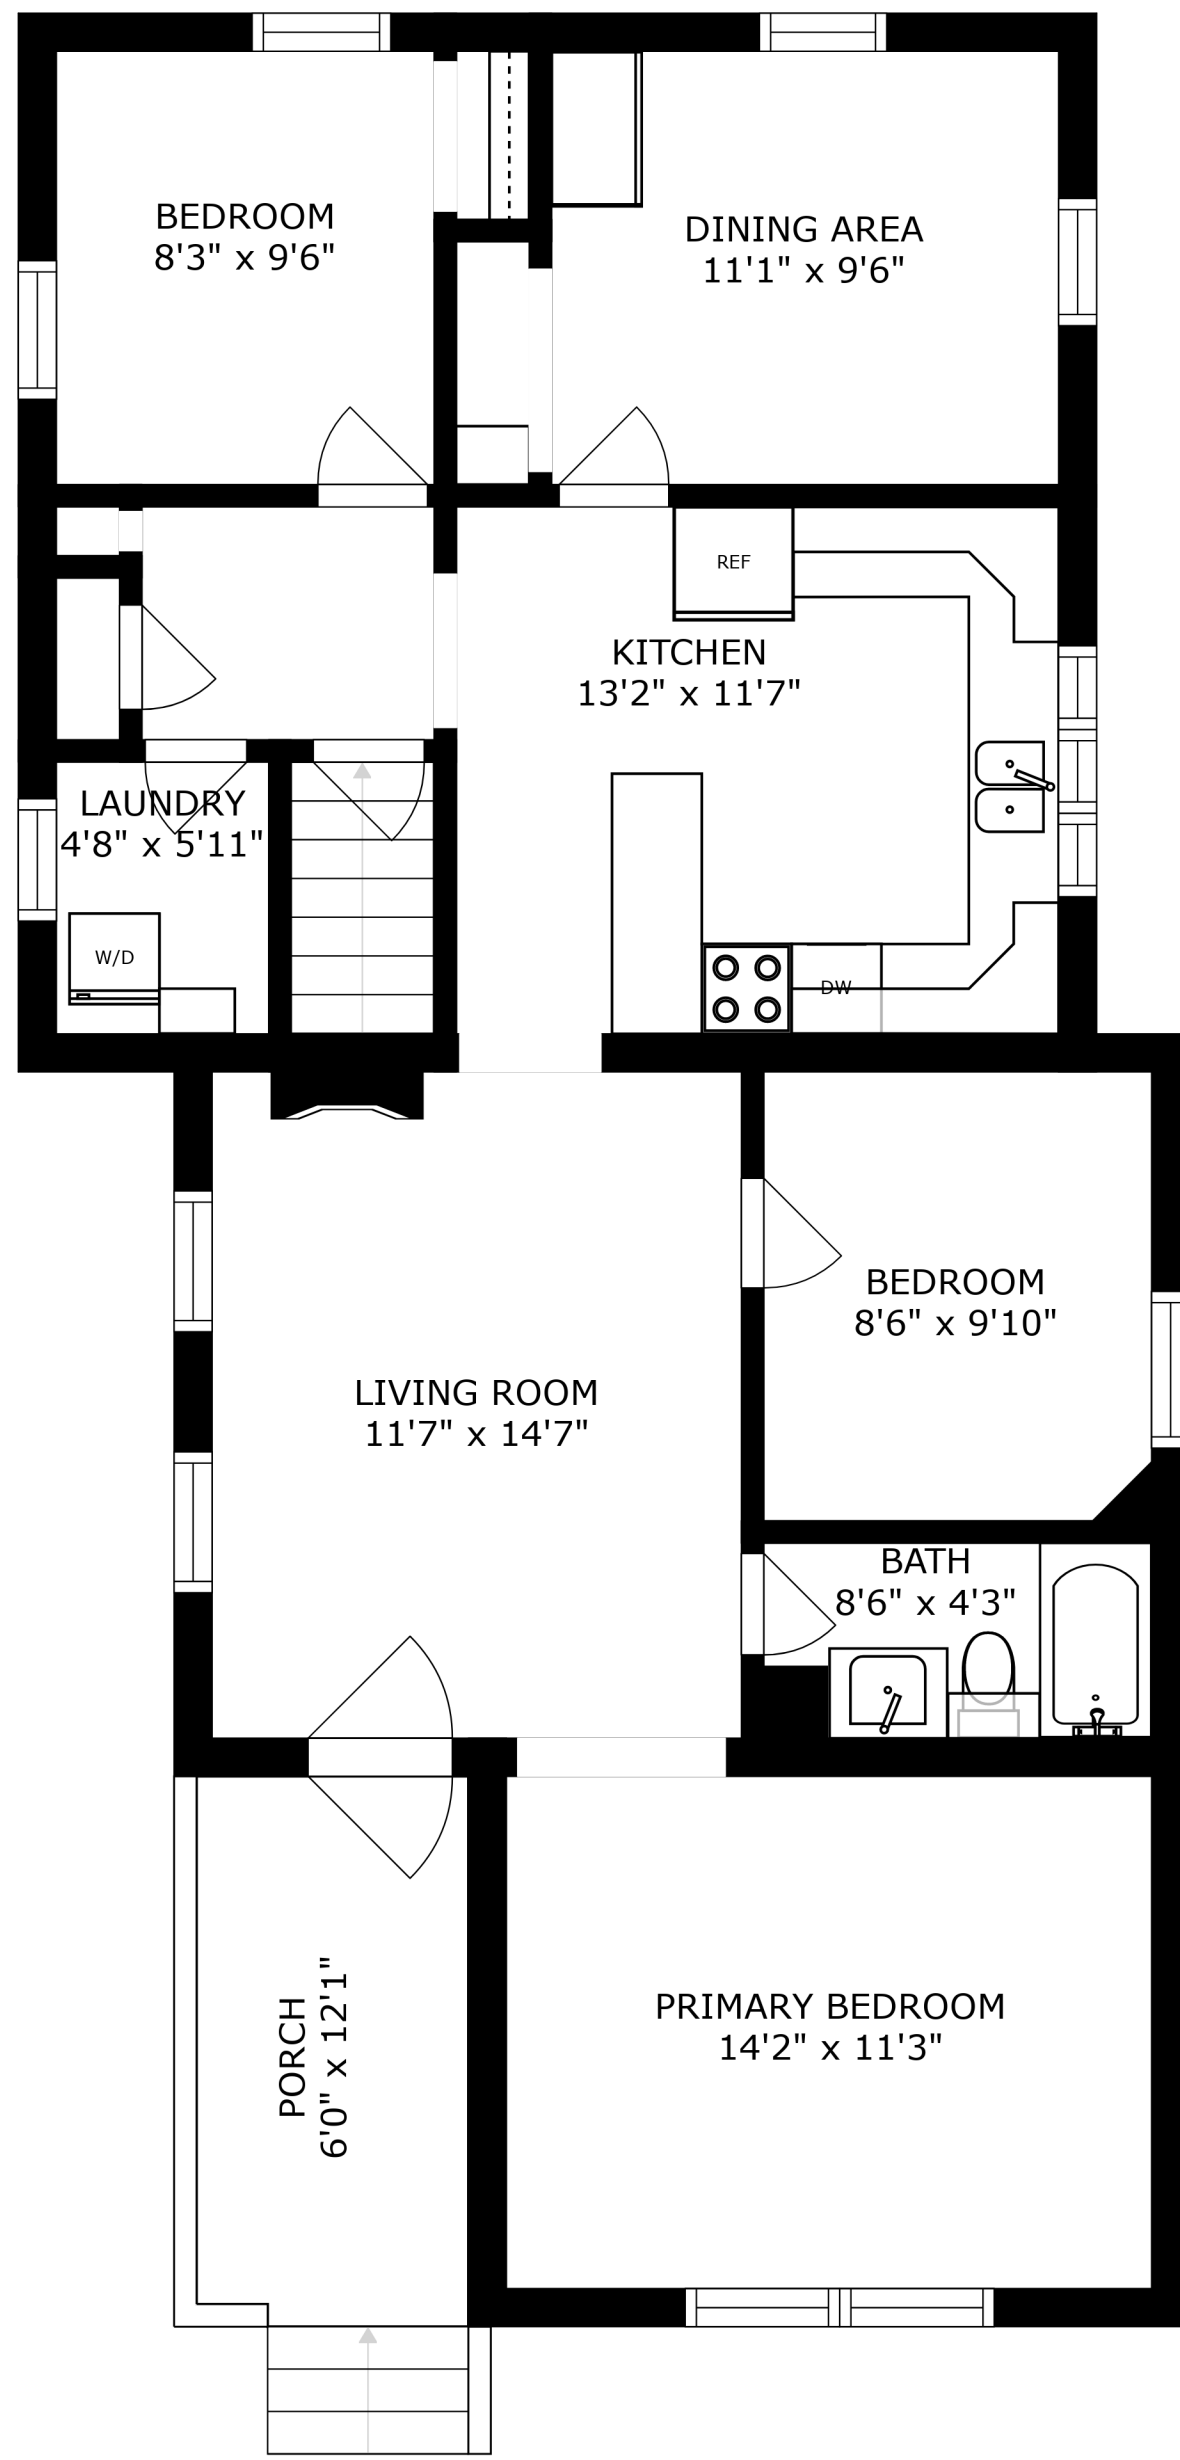 BEDROOM
8'3" x 9'6"
DINING AREA
11'1" x 9'6"
REF
KITCHEN
13'2" x 11'7"
LAUNDRY
4'8" x 5'11"
W/D
DW
BEDROOM
8'6" x 9'10"
LIVING ROOM
11'7" x 14'7"
BATH
8'6" x 4'3"
PRIMARY BEDROOM
14'2" x 11'3"
PORCH
6'0" x 12'1"